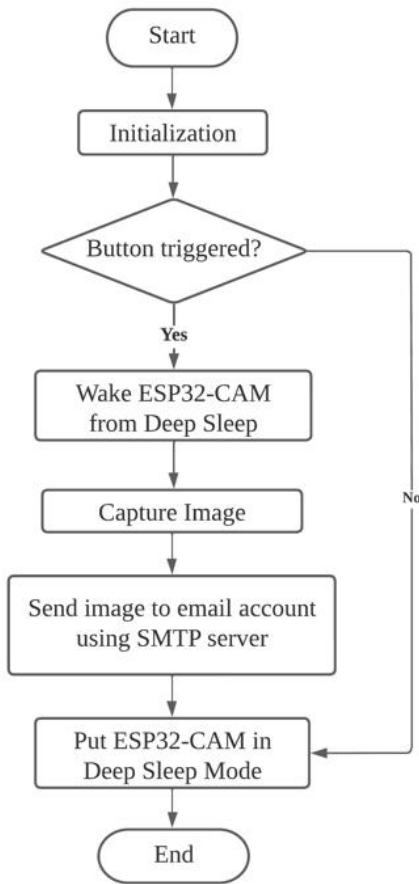 Start
Initialization
Button triggered?
Yes
Wake ESP32-CAM
from Deep Sleep
Capture Image
No
Send image to email account
using SMTP server
Put ESP32-CAM in
Deep Sleep Mode
End